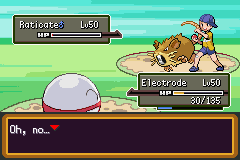 Raticate♂ Lv50
HP
Electrode Lv50
HP
30/135
Oh, no…